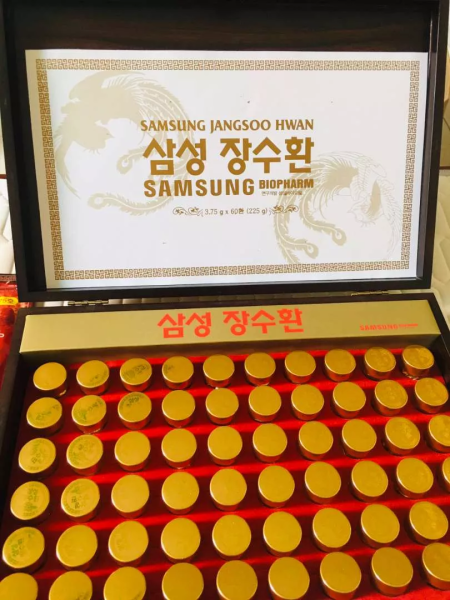 SAMSUNG JANGSOO HWAN
삼성 장수환
SAMSUNG BIOPHARM
3.75 g x 60환 (225 g)
삼성 장수환
SAMSUNG